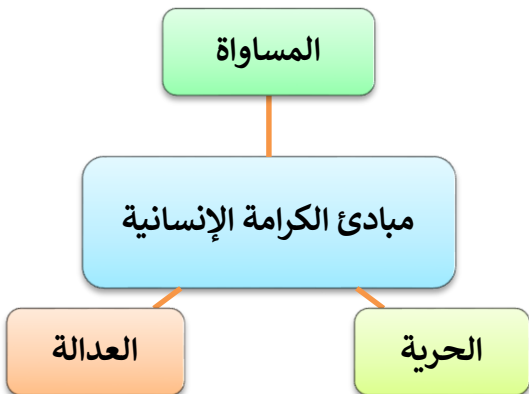 المساواة
مبادئ الكرامة الإنسانية
الحرية
العدالة